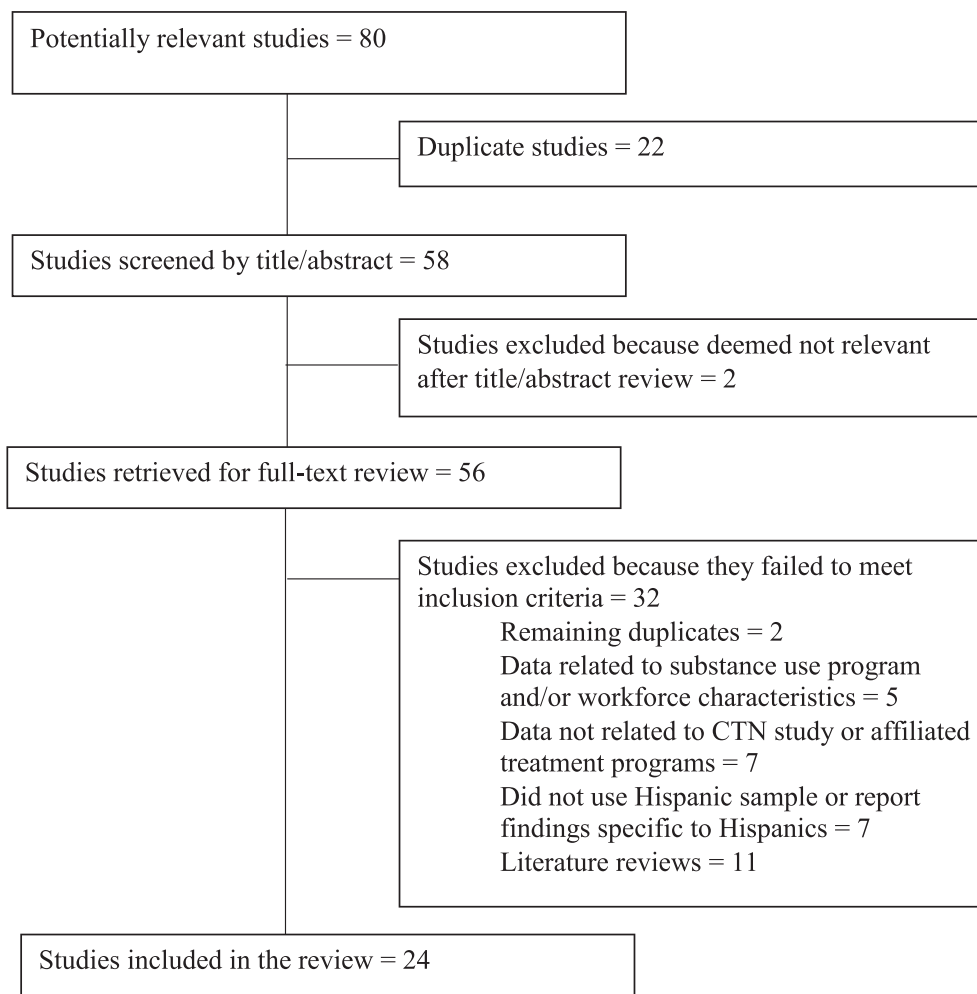 Potentially relevant studies = 80
Duplicate studies = 22
Studies screened by title/abstract = 58
Studies excluded because deemed not relevant
after title/abstract review = 2
Studies retrieved for full-text review = 56
Studies excluded because they failed to meet
inclusion criteria = 32
Remaining duplicates = 2
Data related to substance use program
and/or workforce characteristics = 5
Data not related to CTN study or affiliated
treatment programs = 7
Did not use Hispanic sample or report
findings specific to Hispanics = 7
Literature reviews = 11
Studies included in the review = 24